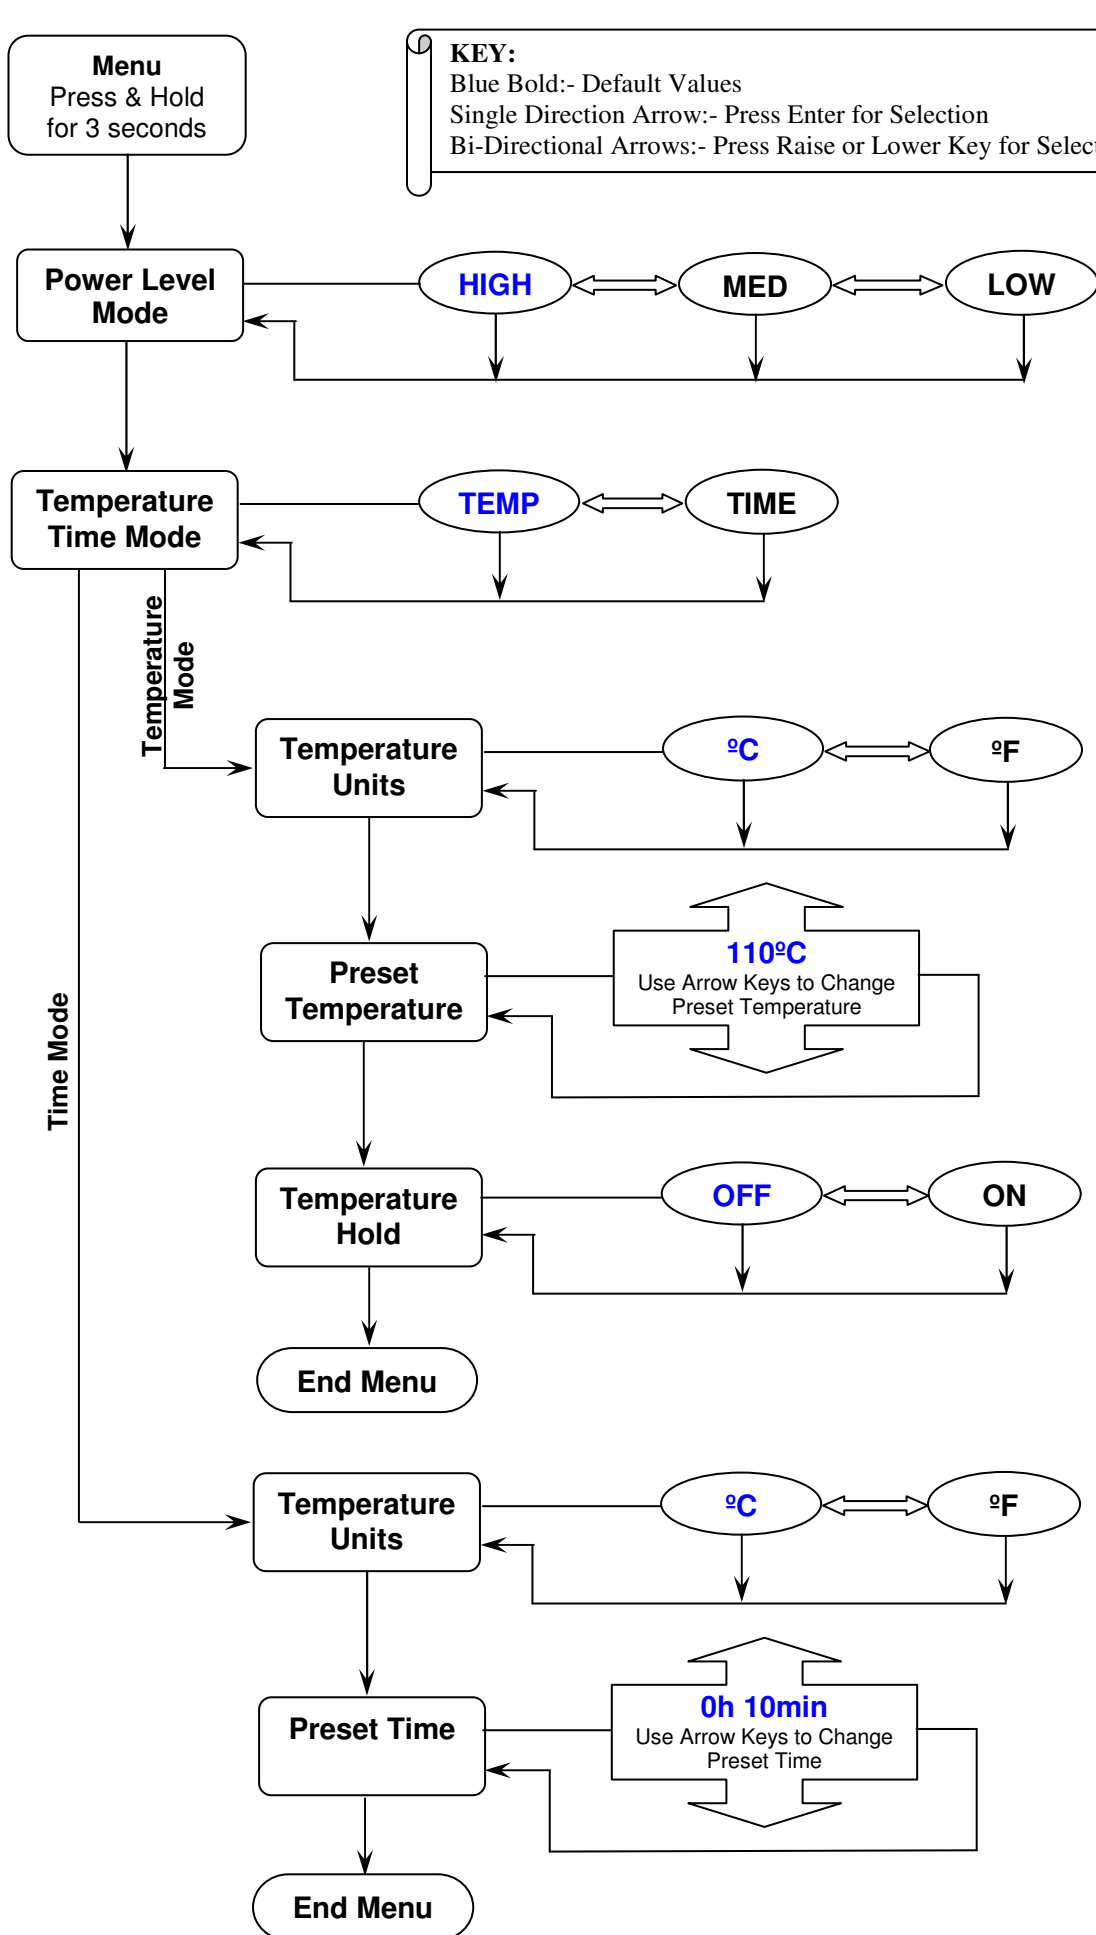 Menu
Press & Hold
for 3 seconds
KEY:
Blue Bold:- Default Values
Single Direction Arrow:- Press Enter for Selection
Bi-Directional Arrows:- Press Raise or Lower Key for Select
Power Level
Mode
HIGH
MED
LOW
Temperature
Time Mode
TEMP
TIME
Temperature
Mode
Time Mode
Temperature
Units
ºC
ºF
Preset
Temperature
110ºC
Use Arrow Keys to Change
Preset Temperature
Temperature
Hold
OFF
ON
End Menu
Temperature
Units
ºC
ºF
Preset Time
0h 10min
Use Arrow Keys to Change
Preset Time
End Menu